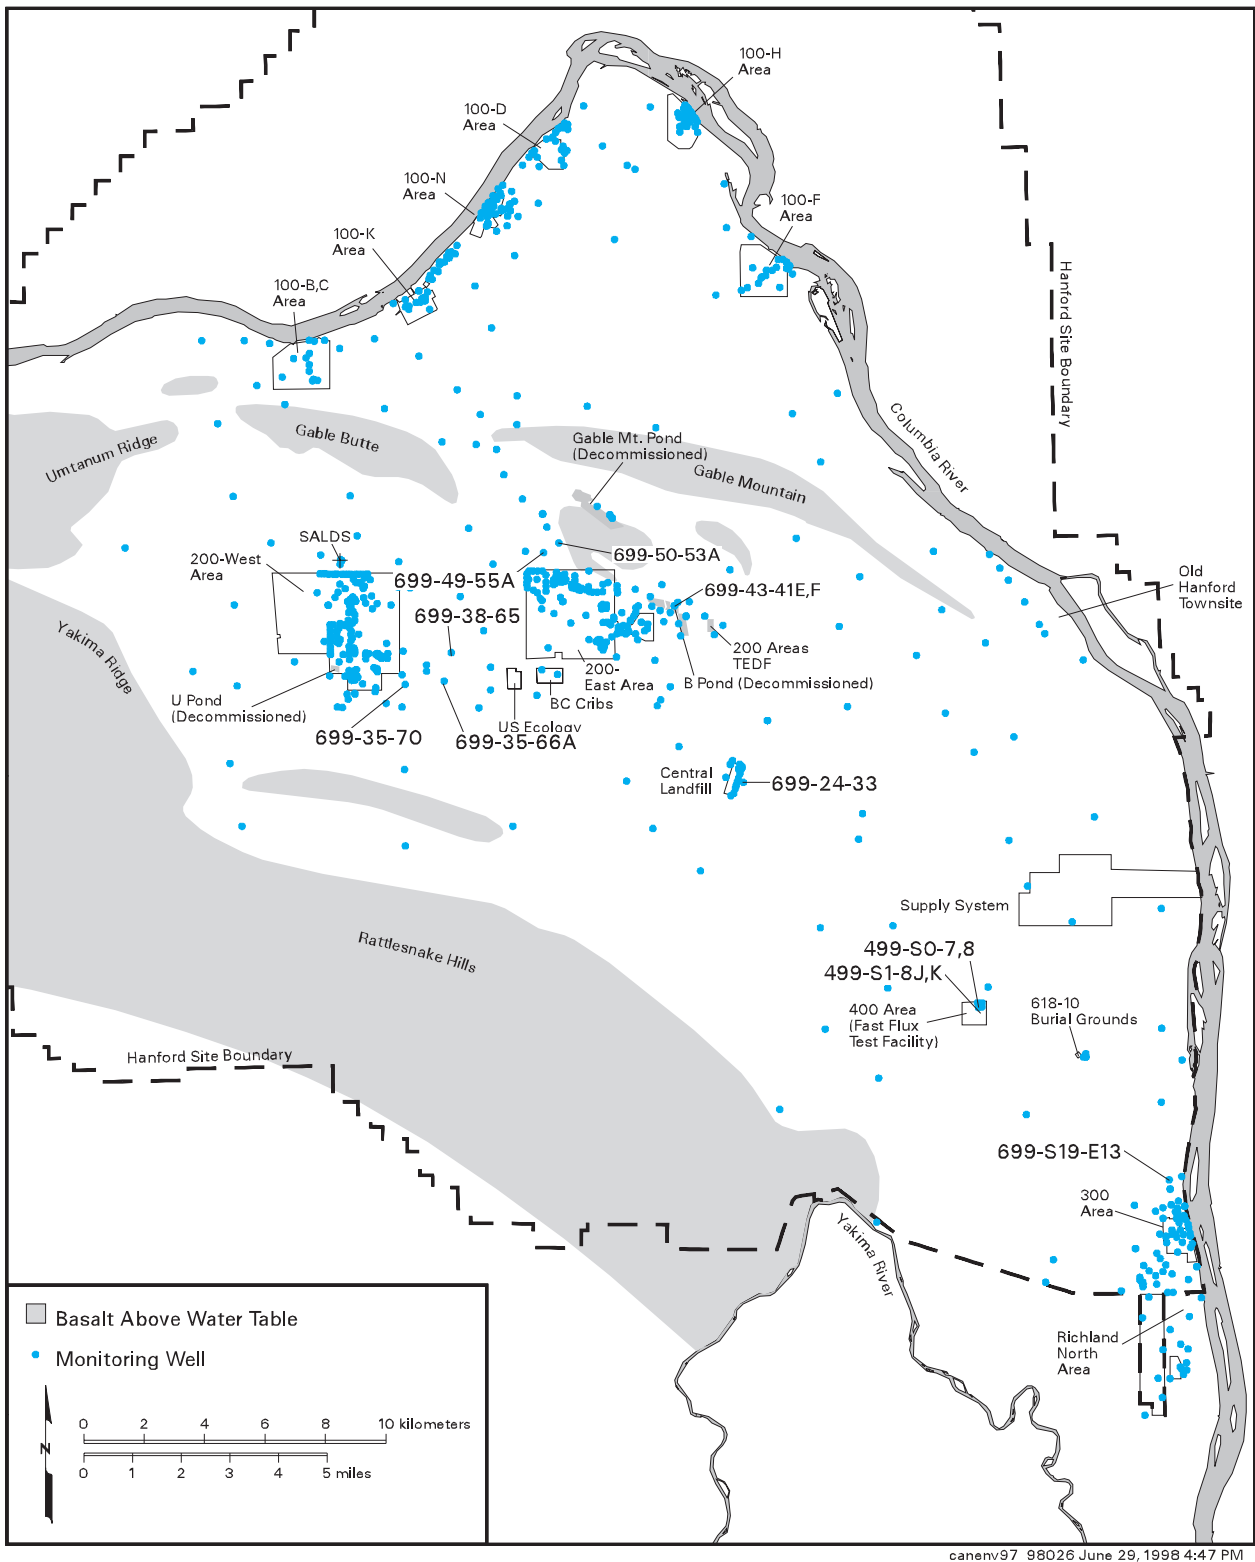 100-H
Area
100-D
Area
100-N
Area
100-F
Area
100-K
Area
100-B,C
Area
Hanford Site Boundary
Columbia River
Umtanum Ridge
Gable Butte
Gable Mt. Pond
(Decommissioned)
Gable Mountain
SALDS
200-West
Area
699-50-53A
699-49-55A
699-43-41E,F
699-38-65
Old
Hanford
Townsite
Yakima Ridge
200 Areas
TEDF
200-
East Area
B Pond (Decommissioned)
BC Cribs
US Ecology
U Pond
(Decommissioned)
699-35-70
699-35-66A
Central
Landfill
699-24-33
Supply System
Rattlesnake Hills
499-S0-7,8
499-S1-8J,K
400 Area
(Fast Flux
Test Facility)
618-10
Burial Grounds
Hanford Site Boundary
699-S19-E13
300
Area
Yakima River
Richland
North
Area
Basalt Above Water Table
Monitoring Well
N
0 2 4 6 8 10 kilometers
0 1 2 3 4 5 miles
canenv97_98026 June 29, 1998 4:47 PM